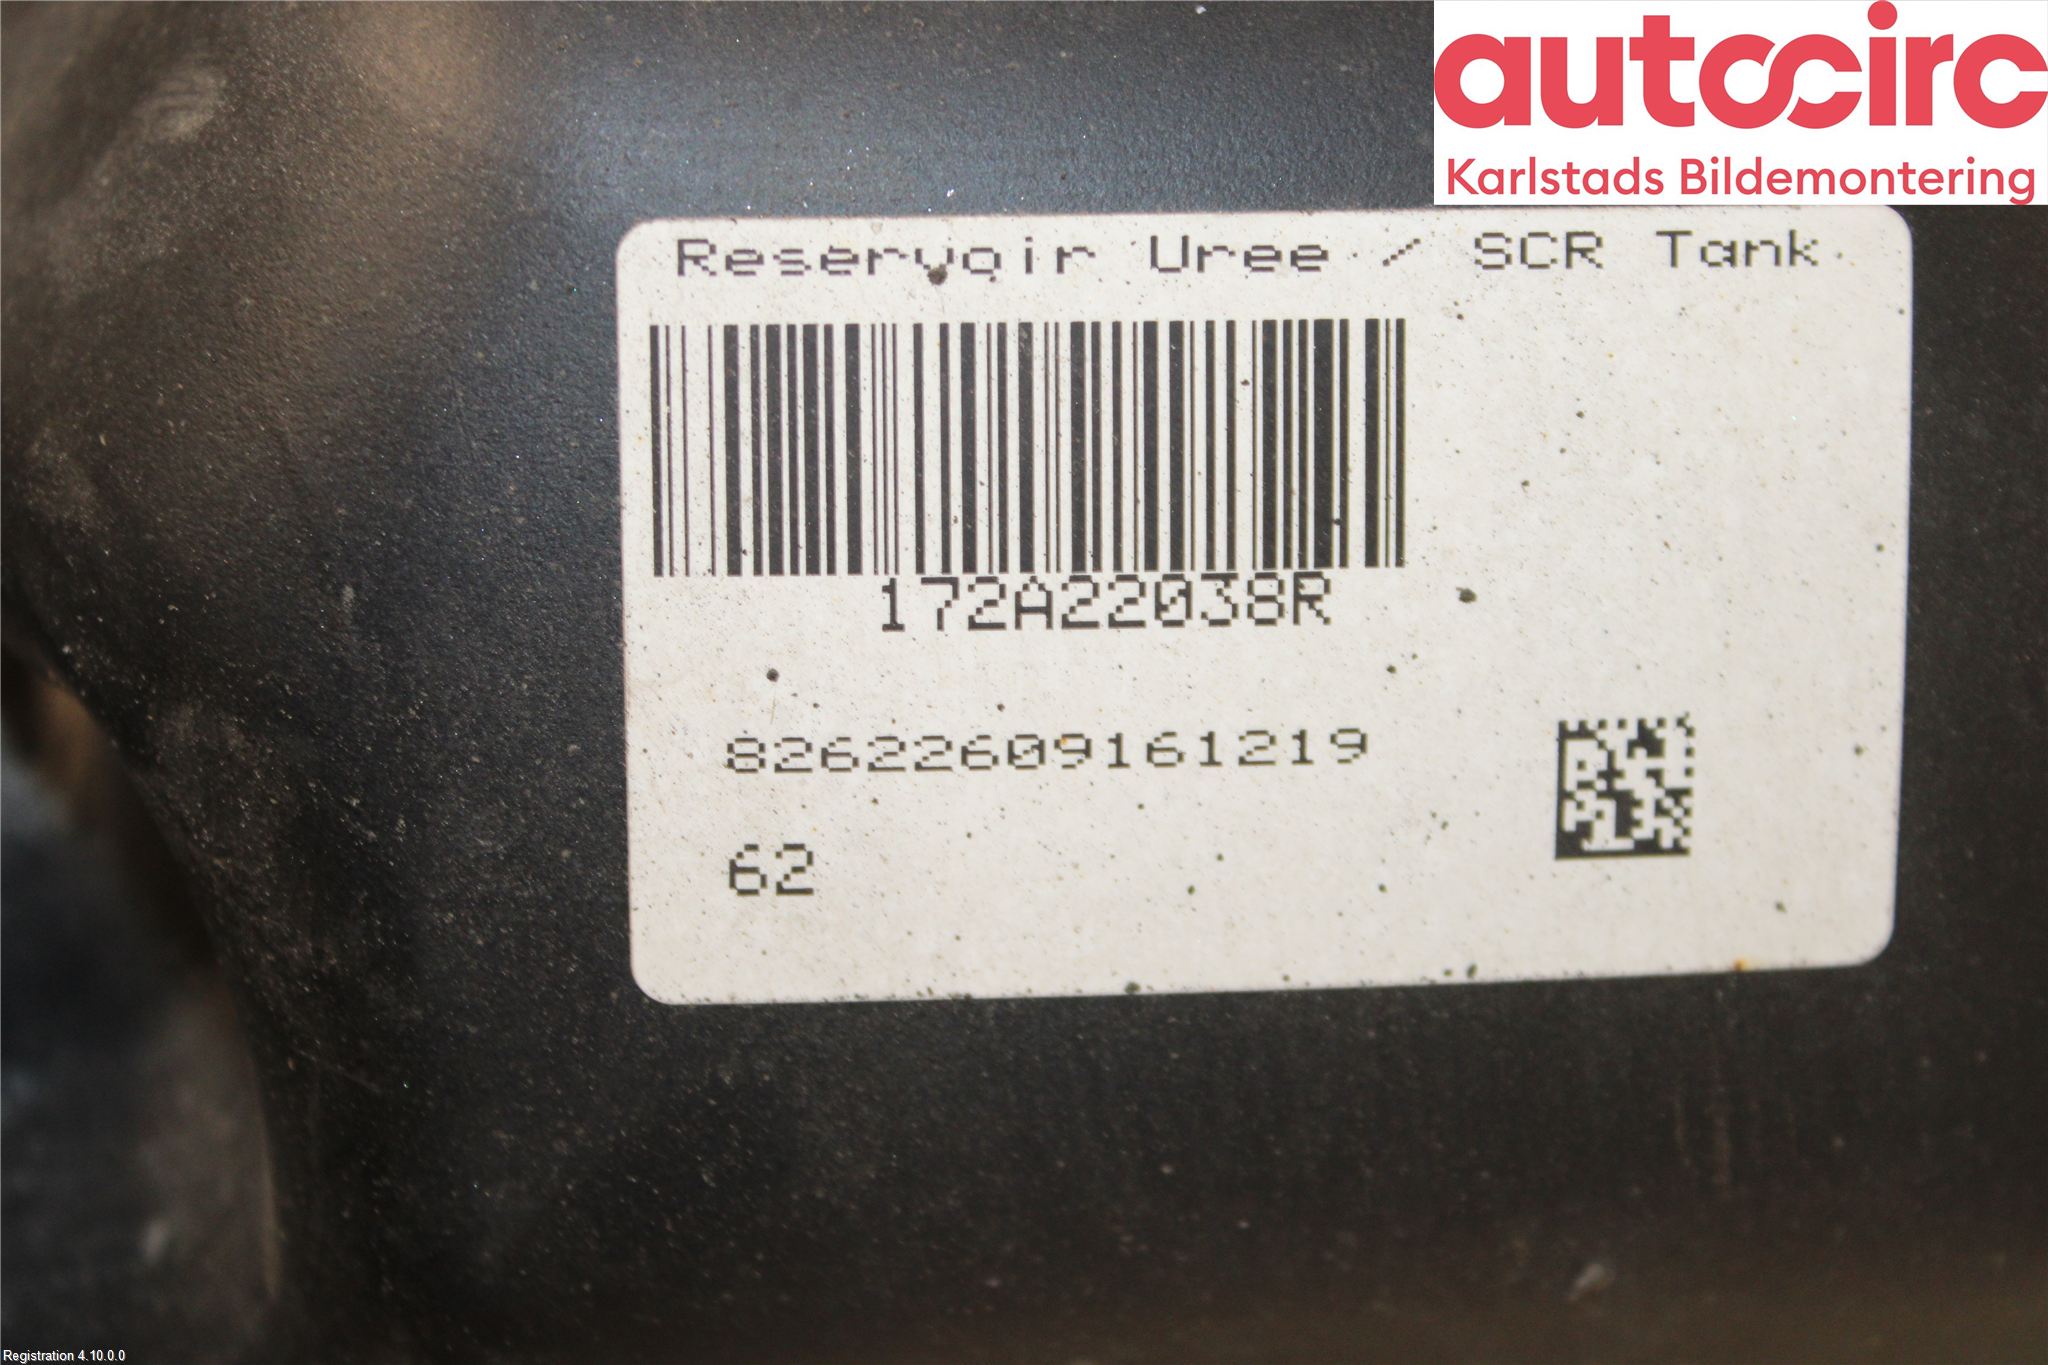 autocirc
Karlstads Bildemontering
Reservoir Uree / SCR Tank
172A22038R
82622609161219
62
Registration 4.10.0.0